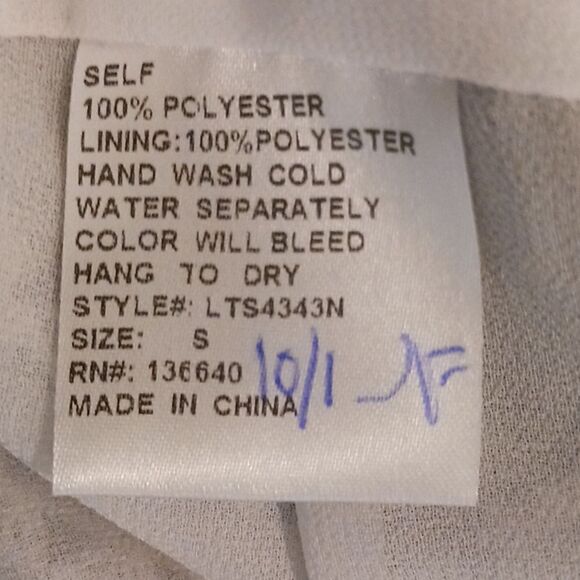 SELF
100% POLYESTER
LINING:100%POLYESTER
HAND WASH COLD
WATER SEPARATELY
COLOR WILL BLEED
HANG TO DRY
STYLE#: LTS4343N
SIZE: S
RN#: 136640
10/1
MADE IN CHINA